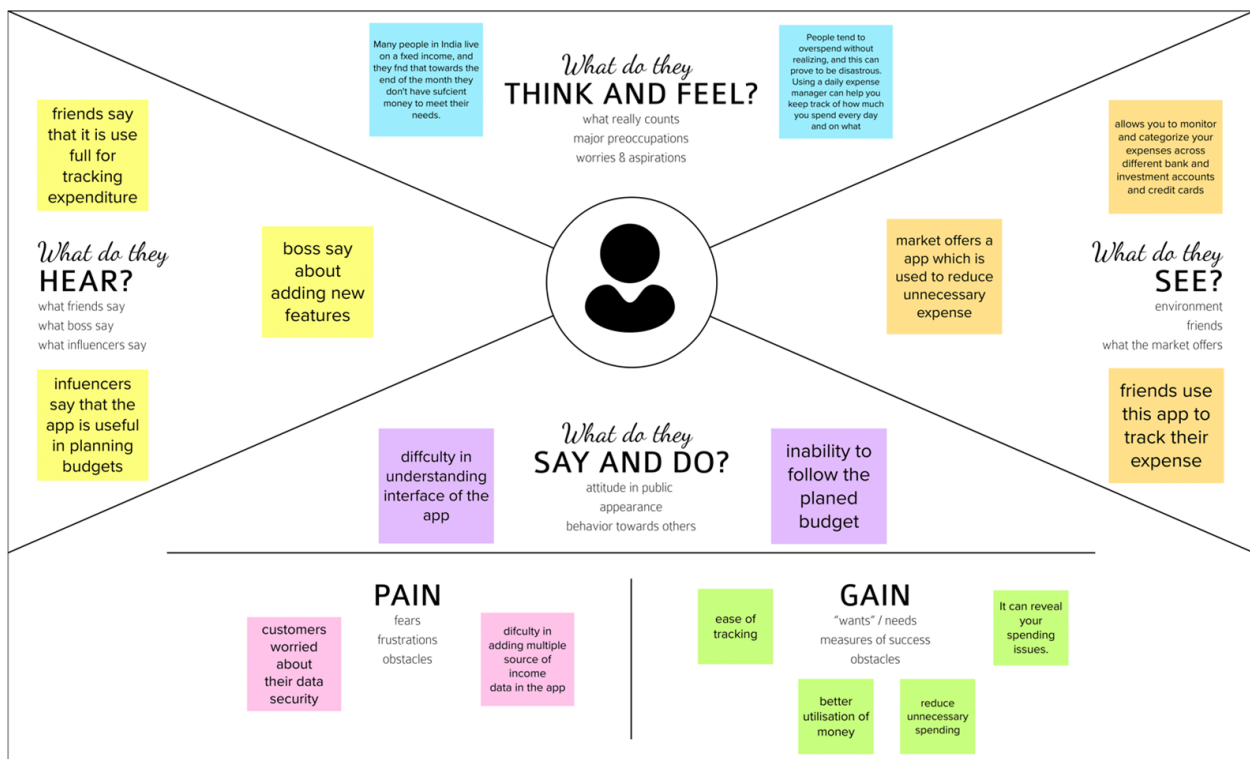 Many people in India live
on a fxed income, and
they fnd that towards the
end of the month they
don't have sufcient
money to meet their
needs.
What do they
THINK AND FEEL?
what really counts
major preoccupations
worries & aspirations
People tend to
overspend without
realizing, and this can
prove to be disastrous.
Using a daily expense
manager can help you
keep track of how much
you spend every day
and on what
friends say
that it is use
full for
tracking
expenditure
What do they
HEAR?
what friends say
what boss say
what influencers say
boss say
about
adding new
features
infuencers
say that the
app is useful
in planning
budgets
allows you to monitor
and categorize your
expenses across
different bank and
investment accounts
and credit cards
market offers a
app which is
used to reduce
unnecessary
expense
What do they
SEE?
environment
friends
what the market offers
friends use
this app to
track their
expense
diffculty in
understanding
interface of the
app
What do they
SAY AND DO?
attitude in public
appearance
behavior towards others
inability to
follow the
planed
budget
PAIN
fears
frustrations
obstacles
customers
worried
about
their data
security
difculty in
adding multiple
source of
income
data in the app
GAIN
"wants" / needs
measures of success
obstacles
ease of
tracking
It can reveal
your
spending
issues.
better
utilisation of
money
reduce
unnecessary
spending